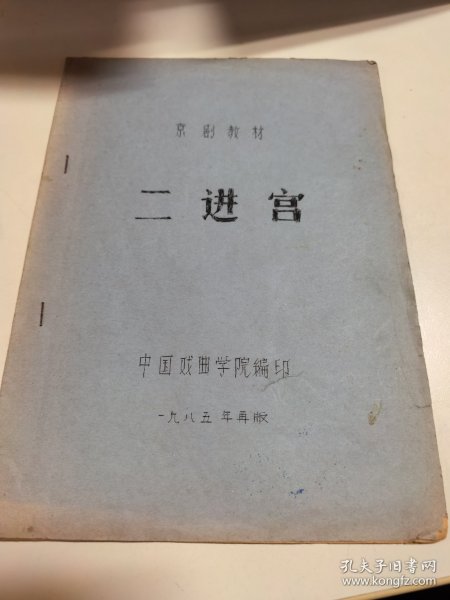 京剧教材
二进宫
中国戏曲学院编印
一九八五年再版
孔夫子旧书网
www.kongfz.com